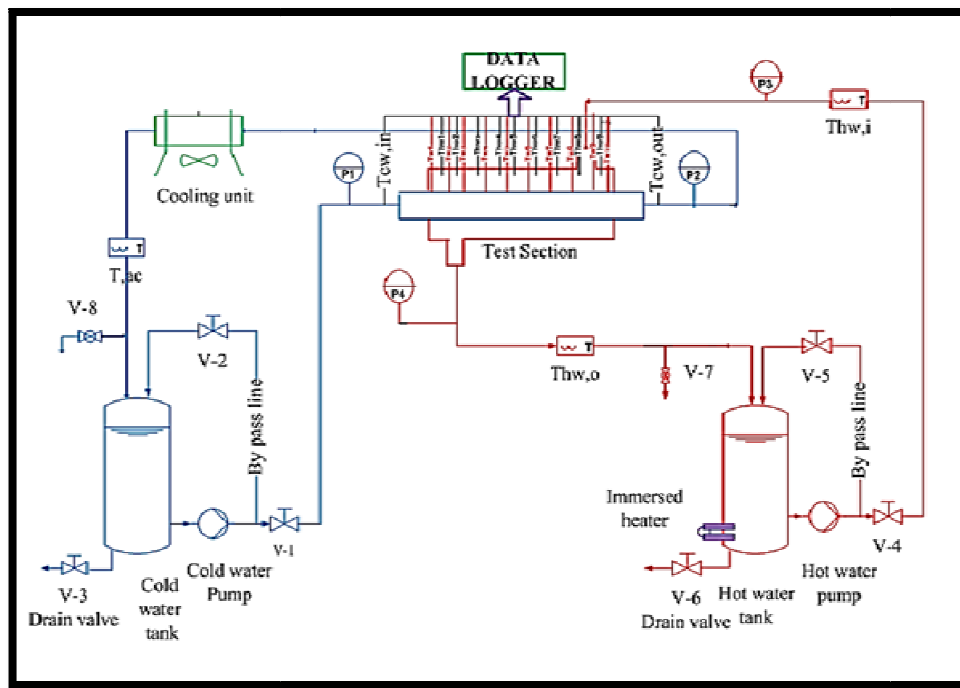 DATA
LOGGER
P3
T
Thw,i
Tcw,in
Tcw,out
P1
P2
Cooling unit
Test Section
T
T,ac
P4
V-8
V-2
T
Thw,o
V-7
V-5
By pass line
By pass line
Immersed
heater
V-1
V-4
V-3
Drain valve
Cold
water
tank
Cold water
Pump
V-6
Drain valve
Hot water
tank
Hot water
pump